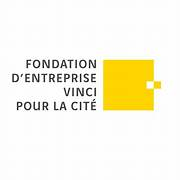 FONDATION
D'ENTREPRISE
VINCI
POUR LA CITÉ